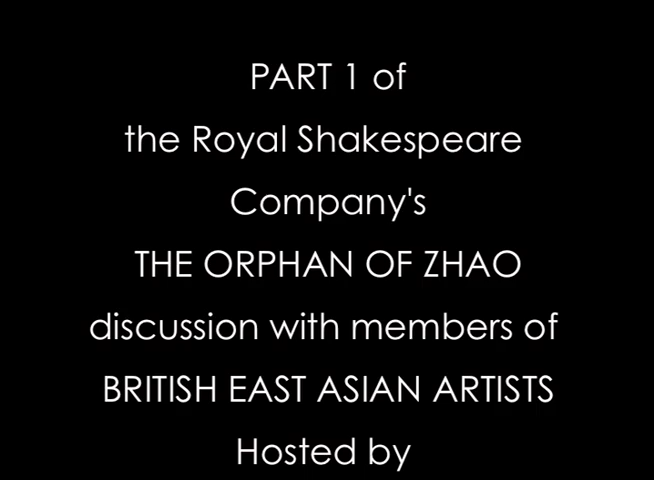 PART 1 of
the Royal Shakespeare
Company's
THE ORPHAN OF ZHAO
discussion with members of
BRITISH EAST ASIAN ARTISTS
Hosted by